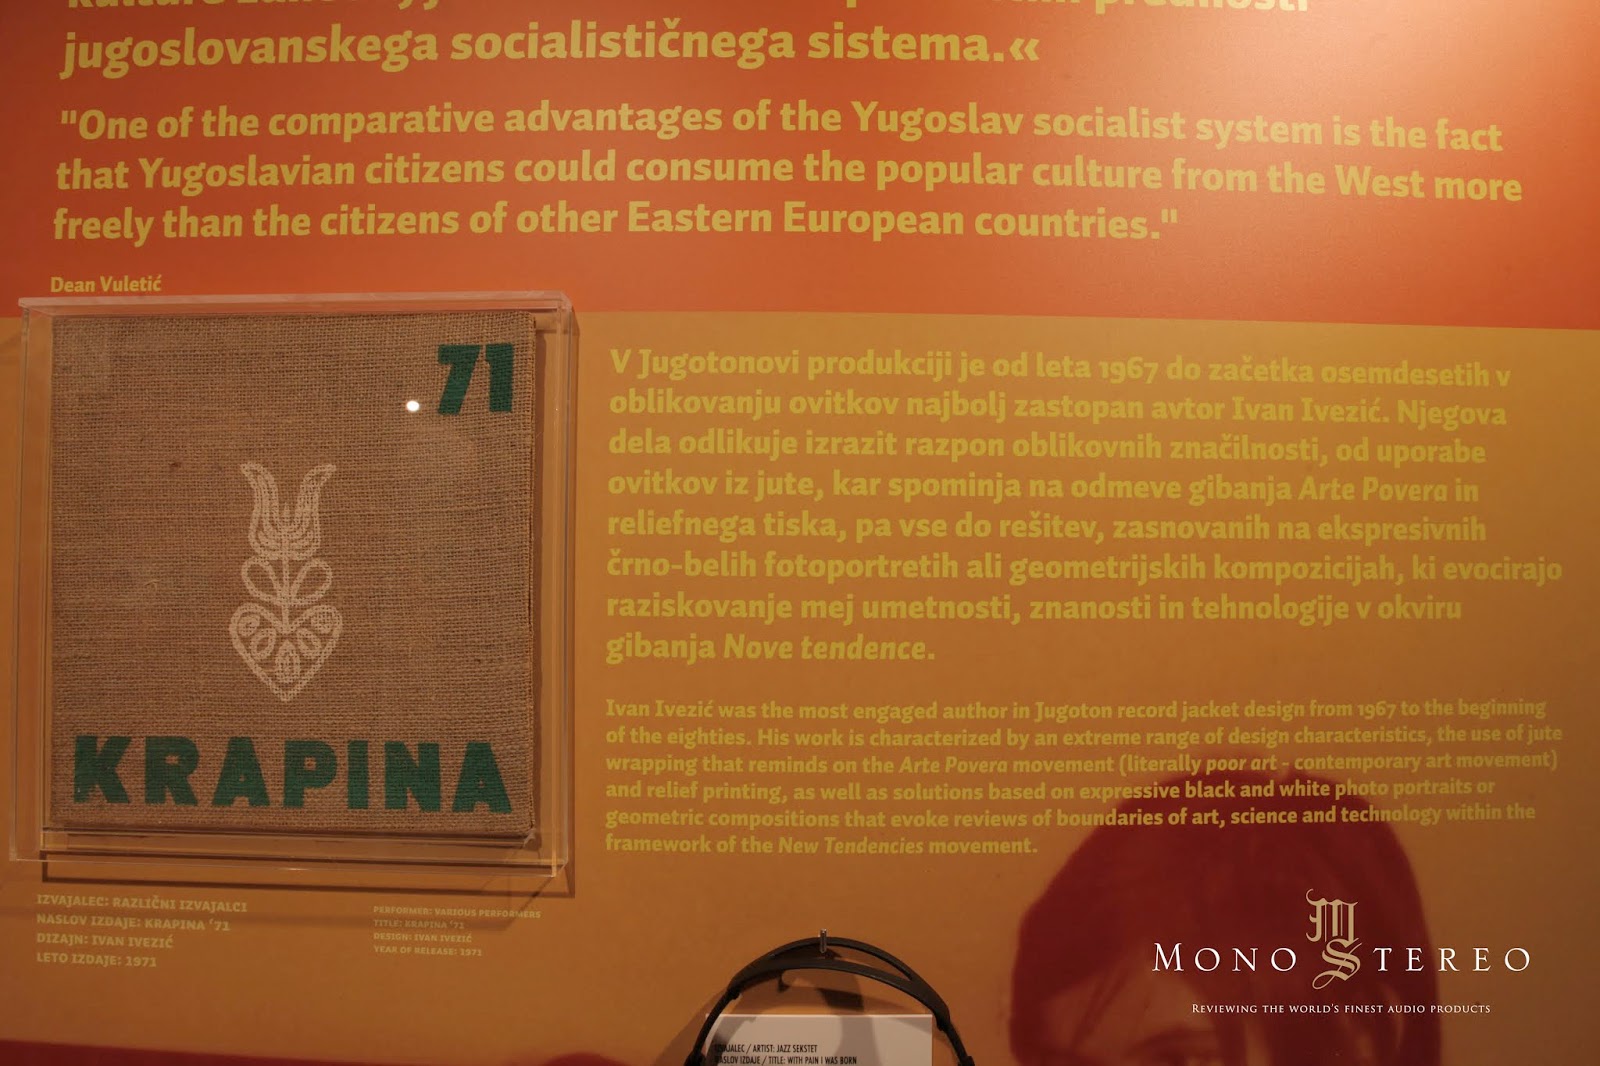 jugoslovanskega socialističnega sistema.«
"One of the comparative advantages of the Yugoslav socialist system is the fact
that Yugoslavian citizens could consume the popular culture from the West more
freely than the citizens of other Eastern European countries."
Dean Vuletić
71
KRAPINA
V Jugotonovi produkciji je od leta 1967 do začetka osemdesetih v
oblikovanju ovitkov najbolj zastopan avtor Ivan Ivezić. Njegova
dela odlikuje izrazit razpon oblikovnih značilnosti, od uporabe
ovitkov iz jute, kar spominja na odmeve gibanja Arte Povera in
reliefnega tiska, pa vse do rešitev, zasnovanih na ekspresivnih
črno-belih fotoportretih ali geometrijskih kompozicijah, ki evocirajo
raziskovanje mej umetnosti, znanosti in tehnologije v okviru
gibanja Nove tendence.
Ivan Ivezić was the most engaged author in Jugoton record jacket design from 1967 to the beginning
of the eighties. His work is characterized by an extreme range of design characteristics, the use of jute
wrapping that reminds on the Arte Povera movement (literally poor art - contemporary art movement)
and relief printing, as well as solutions based on expressive black and white photo portraits or
geometric compositions that evoke reviews of boundaries of art, science and technology within the
framework of the New Tendencies movement.
IZVAJALEC: RAZLIČNI IZVAJALCI
NASLOV IZDAJE: KRAPINA '71
DIZAJN: IVAN IVEZIĆ
LETO IZDAJE: 1971
PERFORMER: VARIOUS PERFORMERS
TITLE: KRAPINA '71
DESIGN: IVAN IVEZIĆ
YEAR OF RELEASE: 1971
/ ARTIST: JAZZ SEKSTET
IZDAJE / TITLE: WITH PAIN I WAS BORN
MS
MONO STEREO
REVIEWING THE WORLD'S FINEST AUDIO PRODUCTS